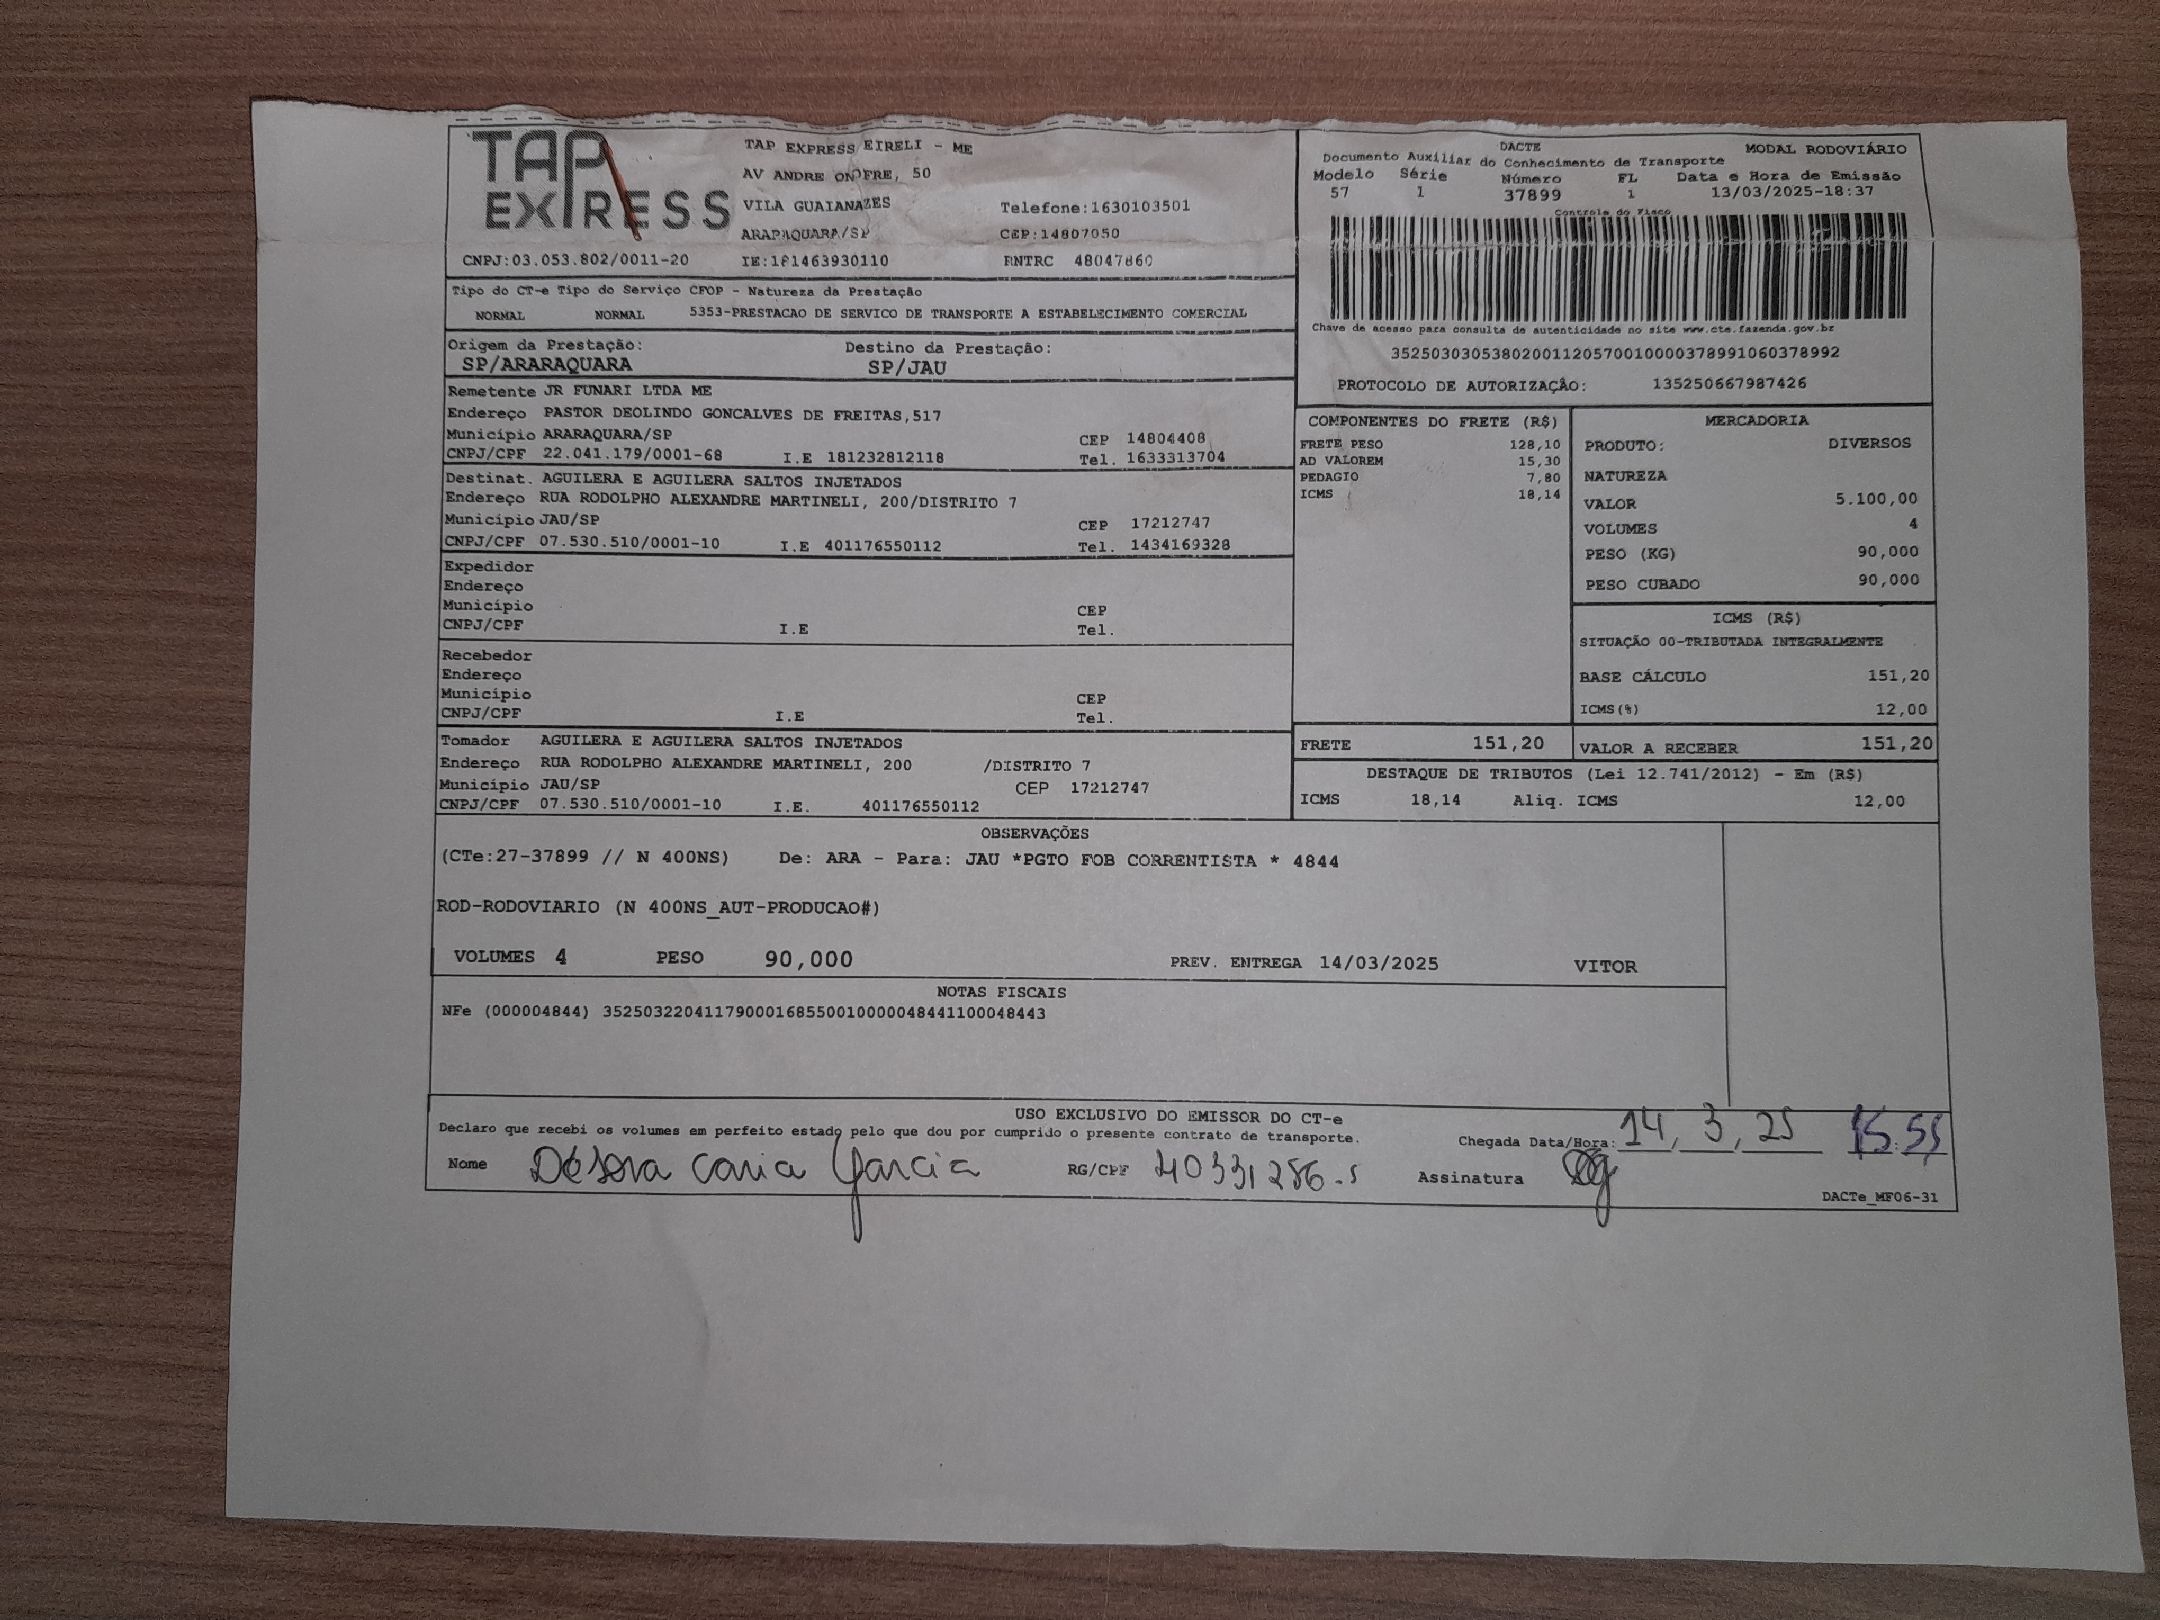 TAP EXPRESS
TAP EXPRESS EIRELI - ME
AV ANDRE ONOFRE, 50
VILA GUAIANAZES
Telefone:1630103501
ARARAQUARA/SP
CEP:14807050
CNPJ:03.053.802/0011-20 IE:181463930110 RNTRC 48047860
DACTE MODAL RODOVIÁRIO
Documento Auxiliar do Conhecimento de Transporte
Modelo Série Número FL Data e Hora de Emissão
57 1 37899 1 13/03/2025-18:37
Controle do Fisco
Chave de acesso para consulta de autenticidade no site www.cte.fazenda.gov.br
35250303053802001120570010000378991060378992
PROTOCOLO DE AUTORIZAÇÃO: 135250667987426
Tipo do CT-e Tipo do Serviço CFOP - Natureza da Prestação
NORMAL NORMAL 5353-PRESTACAO DE SERVICO DE TRANSPORTE A ESTABELECIMENTO COMERCIAL
Origem da Prestação: Destino da Prestação:
SP/ARARAQUARA SP/JAU
Remetente JR FUNARI LTDA ME
Endereço PASTOR DEOLINDO GONCALVES DE FREITAS,517
Município ARARAQUARA/SP CEP 14804408
CNPJ/CPF 22.041.179/0001-68 I.E 181232812118 Tel. 1633313704
Destinat. AGUILERA E AGUILERA SALTOS INJETADOS
Endereço RUA RODOLPHO ALEXANDRE MARTINELI, 200/DISTRITO 7
Município JAU/SP CEP 17212747
CNPJ/CPF 07.530.510/0001-10 I.E 401176550112 Tel. 1434169328
Expedidor
Endereço
Município CEP
CNPJ/CPF I.E Tel.
Recebedor
Endereço
Município CEP
CNPJ/CPF I.E Tel.
Tomador AGUILERA E AGUILERA SALTOS INJETADOS
Endereço RUA RODOLPHO ALEXANDRE MARTINELI, 200 /DISTRITO 7
Município JAU/SP CEP 17212747
CNPJ/CPF 07.530.510/0001-10 I.E. 401176550112
COMPONENTES DO FRETE (R$)
FRETE PESO 128,10
AD VALOREM 15,30
PEDAGIO 7,80
ICMS 18,14
MERCADORIA
PRODUTO: DIVERSOS
NATUREZA
VALOR 5.100,00
VOLUMES 4
PESO (KG) 90,000
PESO CUBADO 90,000
ICMS (R$)
SITUAÇÃO 00-TRIBUTADA INTEGRALMENTE
BASE CÁLCULO 151,20
ICMS(%) 12,00
FRETE 151,20 VALOR A RECEBER 151,20
DESTAQUE DE TRIBUTOS (Lei 12.741/2012) - Em (R$)
ICMS 18,14 Aliq. ICMS 12,00
OBSERVAÇÕES
(CTe:27-37899 // N 400NS) De: ARA - Para: JAU *PGTO FOB CORRENTISTA * 4844
ROD-RODOVIARIO (N 400NS_AUT-PRODUCAO#)
VOLUMES 4 PESO 90,000 PREV. ENTREGA 14/03/2025 VITOR
NOTAS FISCAIS
NFe (000004844) 35250322041179000168550010000048441100048443
USO EXCLUSIVO DO EMISSOR DO CT-e
Declaro que recebi os volumes em perfeito estado pelo que dou por cumprido o presente contrato de transporte.
Chegada Data/Hora: 14, 3, 25 15:55
Nome Débora Caria Garcia RG/CPF 40331286-5 Assinatura
DACTe_MF06-31